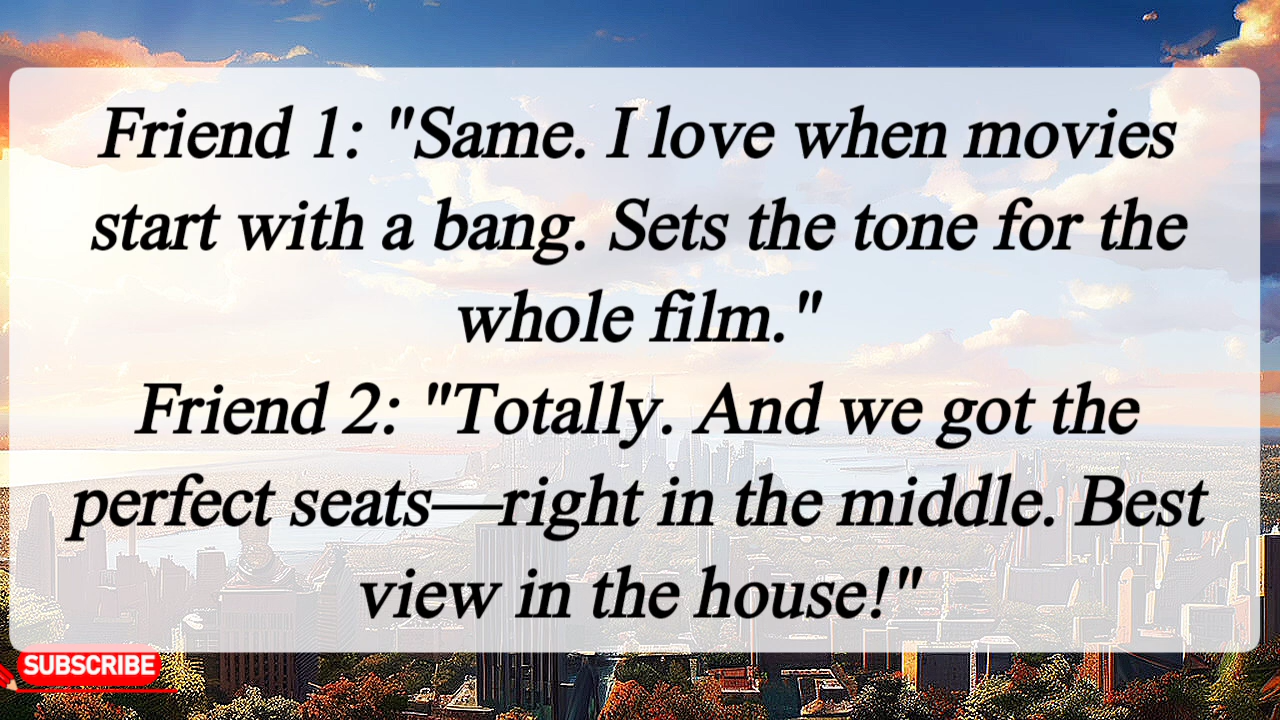 Friend 1: "Same. I love when movies
start with a bang. Sets the tone for the
whole film."
Friend 2: "Totally. And we got the
perfect seats—right in the middle. Best
view in the house!"
SUBSCRIBE